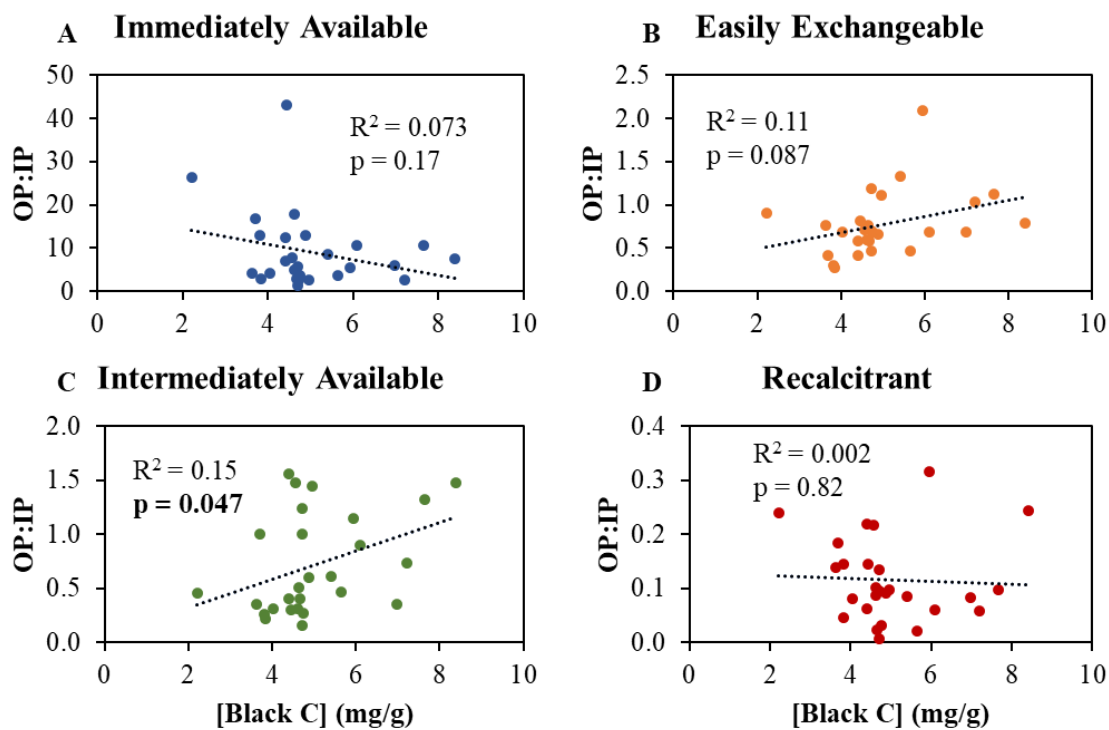 A Immediately Available
50
40
30
20
10
0
OP:IP
R² = 0.073
p = 0.17
0 2 4 6 8 10
B Easily Exchangeable
2.5
2.0
1.5
1.0
0.5
0.0
OP:IP
R² = 0.11
p = 0.087
0 2 4 6 8 10
C Intermediately Available
2.0
1.5
1.0
0.5
0.0
OP:IP
R² = 0.15
p = 0.047
0 2 4 6 8 10
[Black C] (mg/g)
D Recalcitrant
0.4
0.3
0.2
0.1
0.0
OP:IP
R² = 0.002
p = 0.82
0 2 4 6 8 10
[Black C] (mg/g)